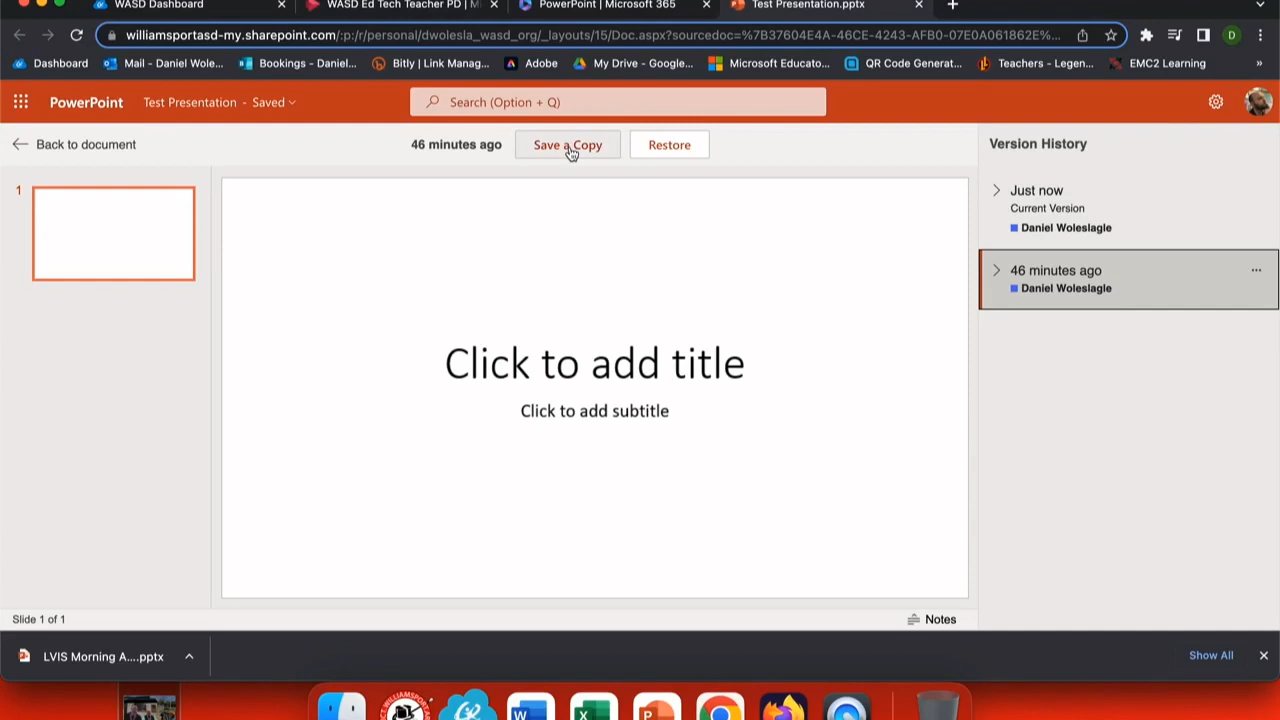 WASD Dashboard
WASD Ed Tech Teacher PD | M
PowerPoint | Microsoft 365
Test Presentation.pptx
williamsportasd-my.sharepoint.com/:p:/r/personal/dwolesla_wasd_org/_layouts/15/Doc.aspx?sourcedoc=%7B37604E4A-46CE-4243-AFB0-07E0A061862E%...
D
Dashboard
Mail - Daniel Wole...
Bookings - Daniel...
Bitly | Link Manag...
Adobe
My Drive - Google...
Microsoft Educato...
QR Code Generat...
Teachers - Legen...
EMC2 Learning
»
PowerPoint
Test Presentation - Saved
Search (Option + Q)
Back to document
46 minutes ago
Save a Copy
Restore
Version History
1
Just now
Current Version
Daniel Woleslagle
46 minutes ago
...
Daniel Woleslagle
Click to add title
Click to add subtitle
Slide 1 of 1
Notes
LVIS Morning A....pptx
Show All
W
X
P